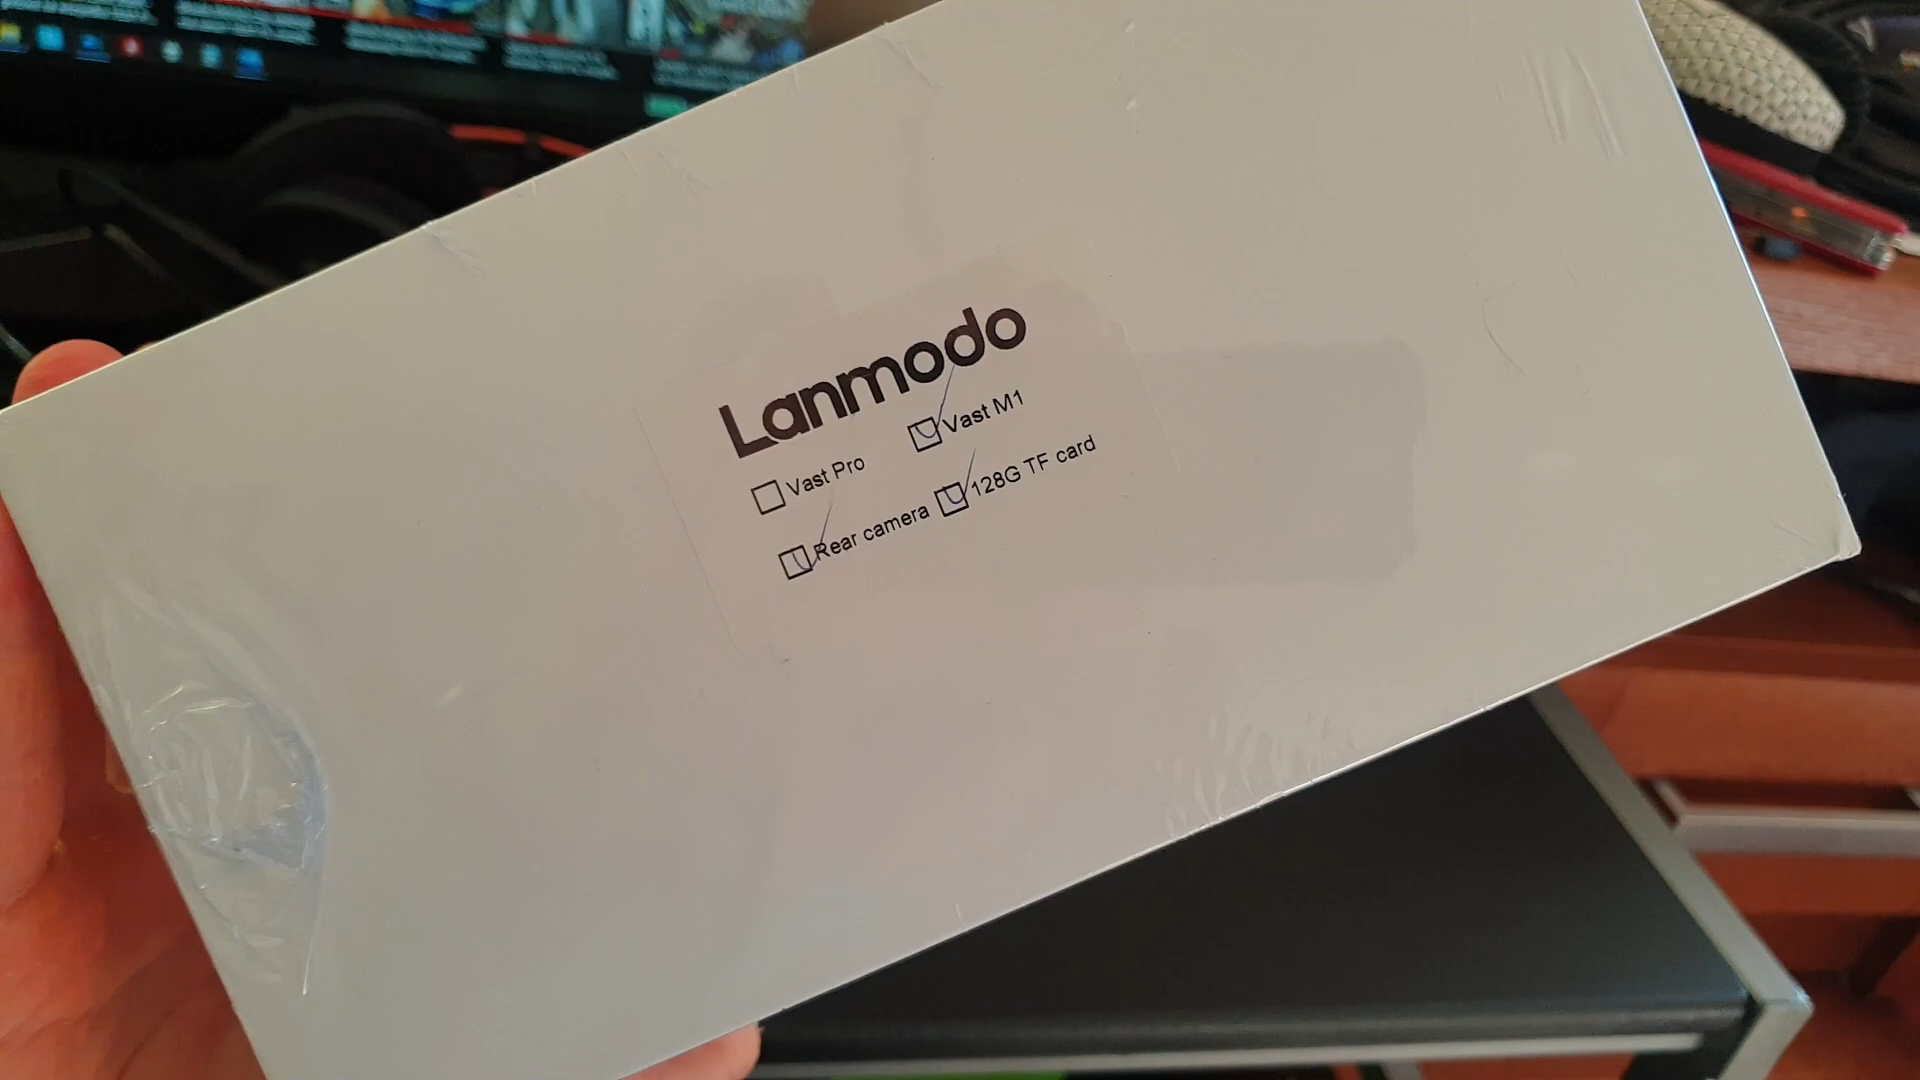 Lanmodo
☐ Vast Pro ☑ Vast M1
☑ Rear camera ☑ 128G TF card